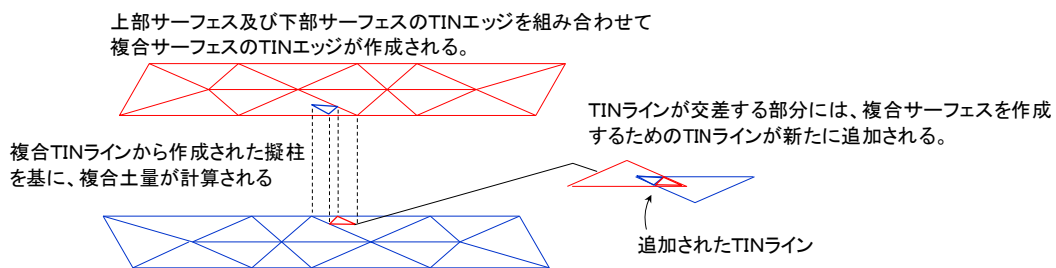 上部サーフェス及び下部サーフェスのTINエッジを組み合わせて
複合サーフェスのTINエッジが作成される。
TINラインが交差する部分には、複合サーフェスを作成
するためのTINラインが新たに追加される。
複合TINラインから作成された擬柱
を基に、複合土量が計算される
追加されたTINライン